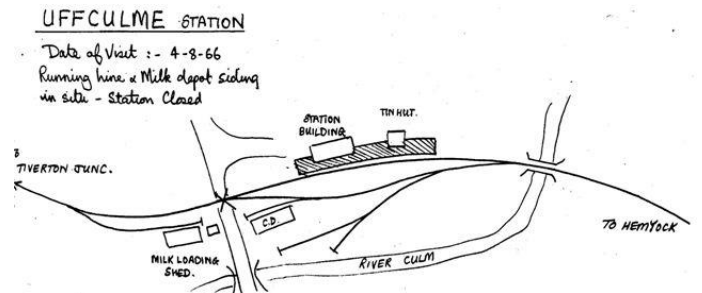 UFFCULME STATION
Date of Visit :- 4-8-66
Running line & Milk depot siding
in situ - Station Closed
STATION
BUILDING
TIN HUT.
TIVERTON JUNC.
C.D.
MILK LOADING
SHED.
RIVER CULM
TO HEMYOCK